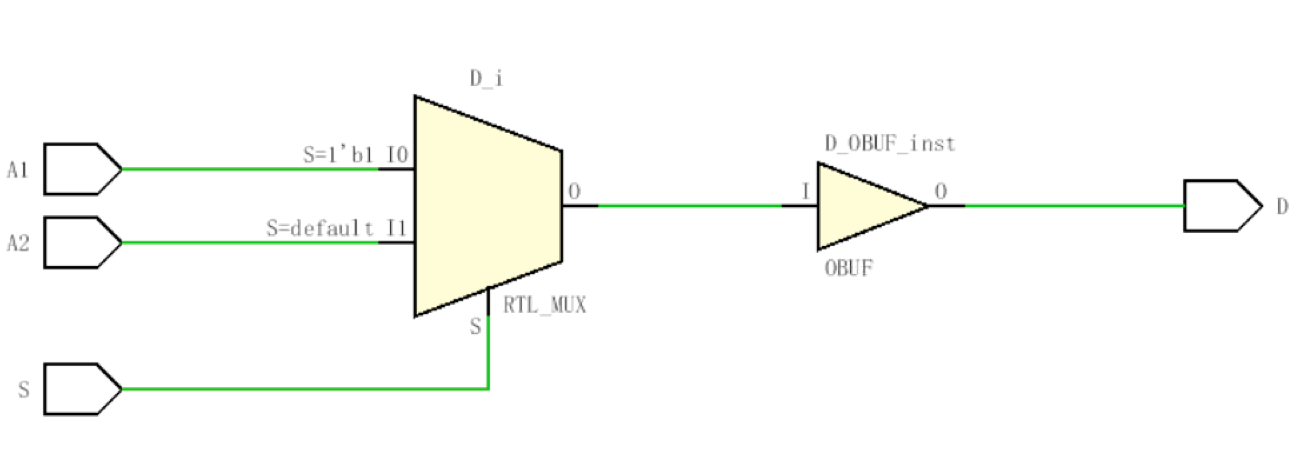 D_i
D_OBUF_inst
A1
S=1'b1 I0
O
I
O
D
A2
S=default I1
OBUF
RTL_MUX
S
S